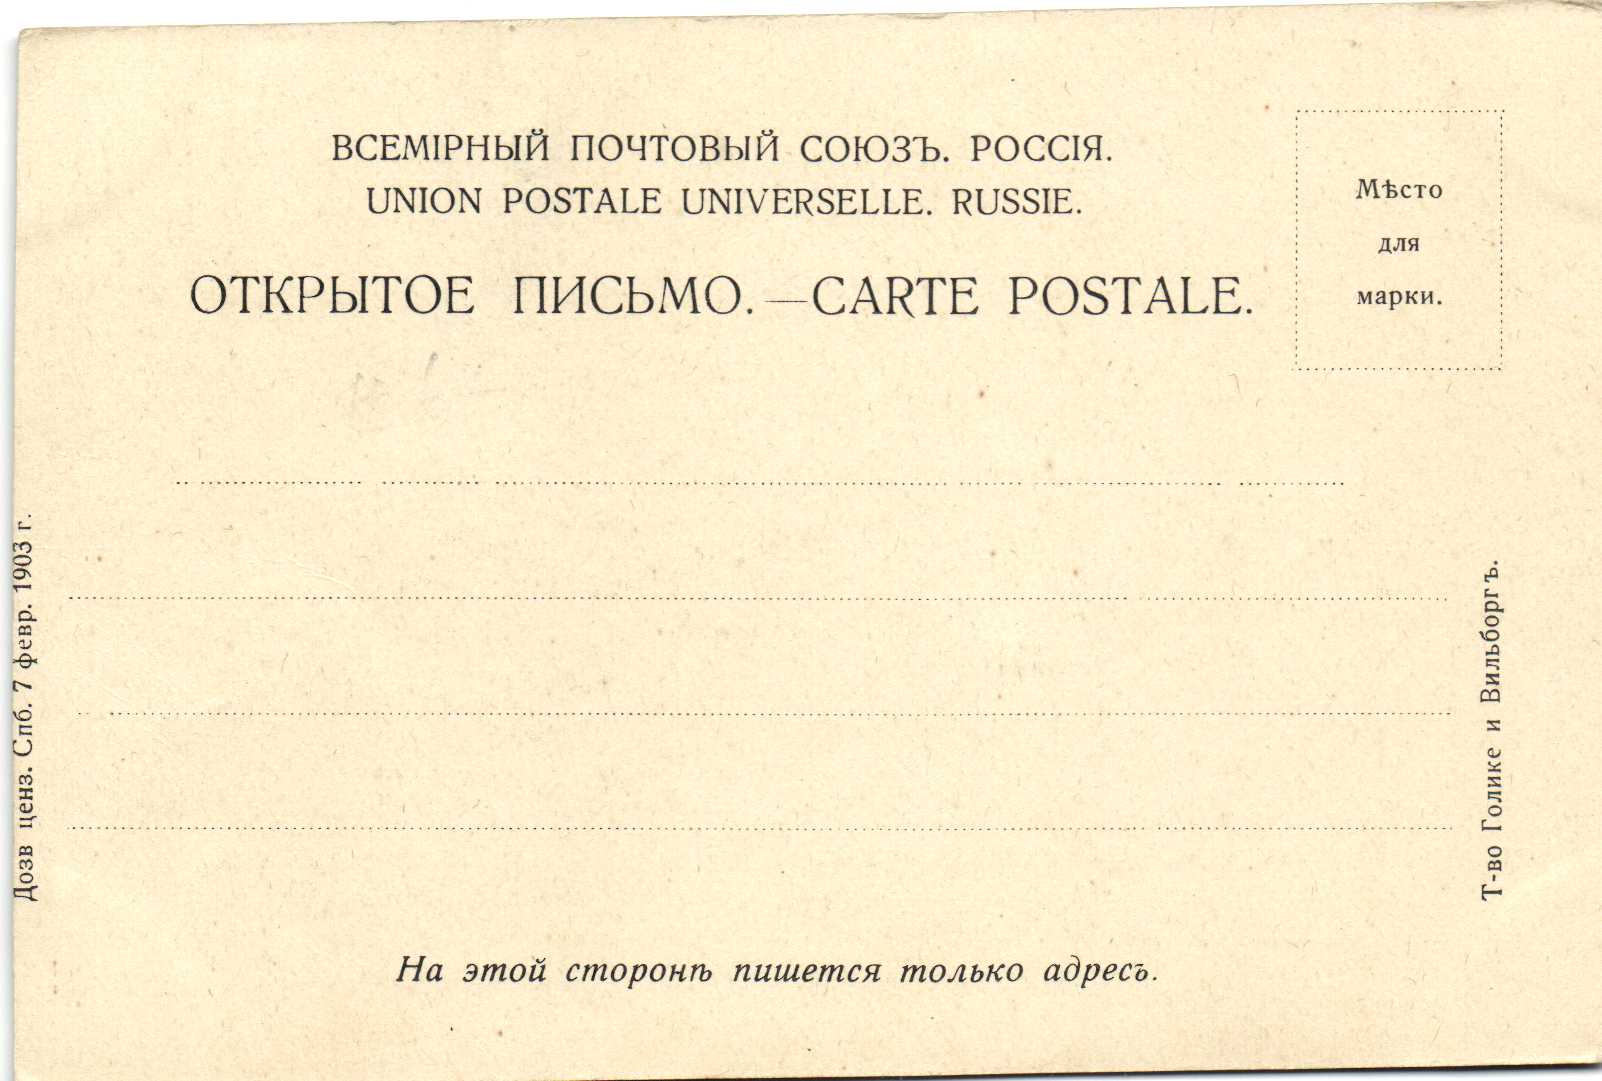 ВСЕМІРНЫЙ ПОЧТОВЫЙ СОЮЗЪ. РОССІЯ.
UNION POSTALE UNIVERSELLE. RUSSIE.
ОТКРЫТОЕ ПИСЬМО.—CARTE POSTALE.
Мѣсто
для
марки.
Дозв ценз. Спб. 7 февр. 1903 г.
Т-во Голике и Вильборгъ.
На этой сторонѣ пишется только адресъ.